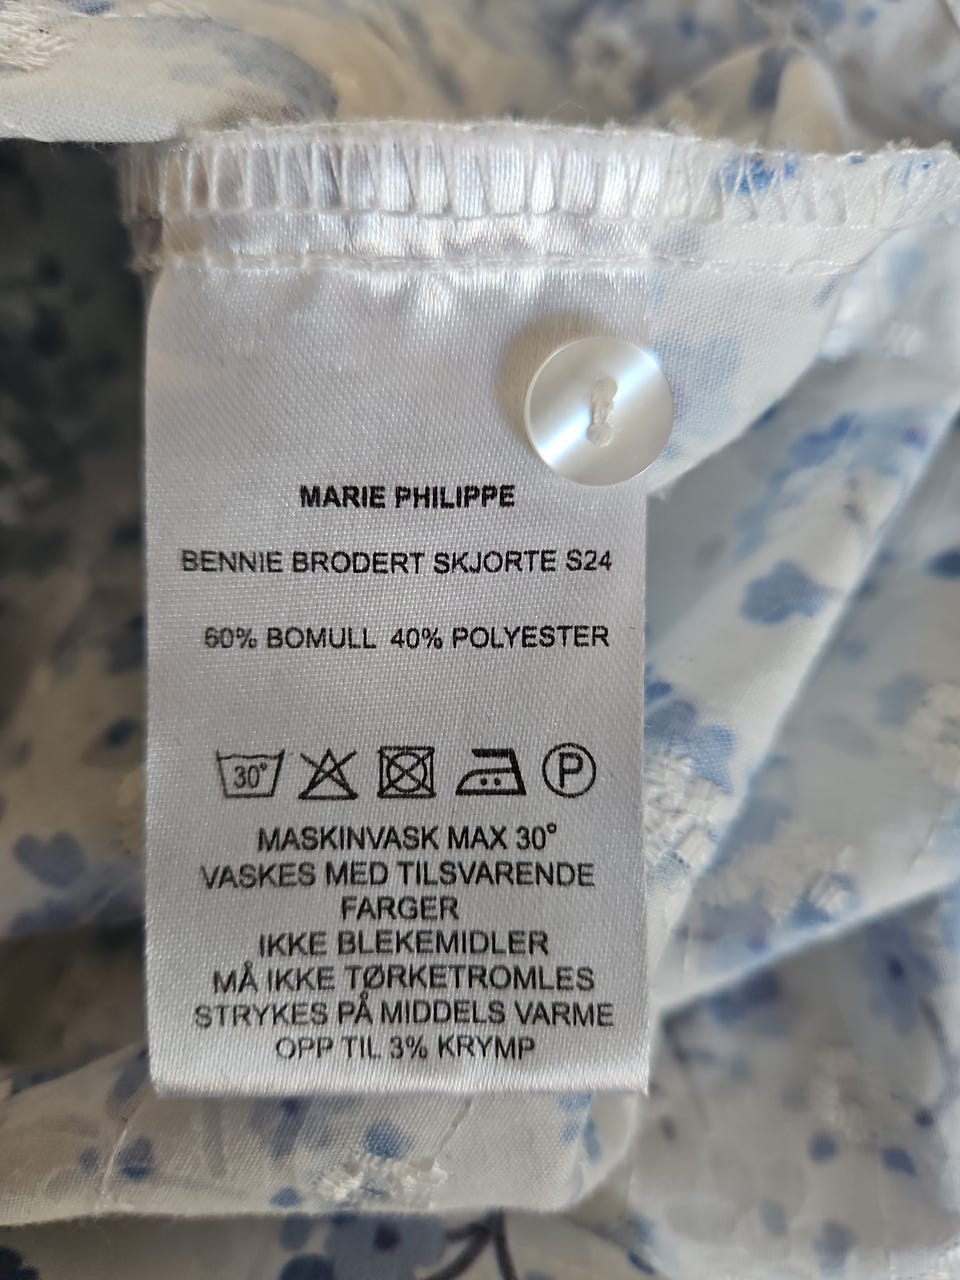 MARIE PHILIPPE
BENNIE BRODERT SKJORTE S24
60% BOMULL 40% POLYESTER
30° P
MASKINVASK MAX 30°
VASKES MED TILSVARENDE
FARGER
IKKE BLEKEMIDLER
MÅ IKKE TØRKETROMLES
STRYKES PÅ MIDDELS VARME
OPP TIL 3% KRYMP